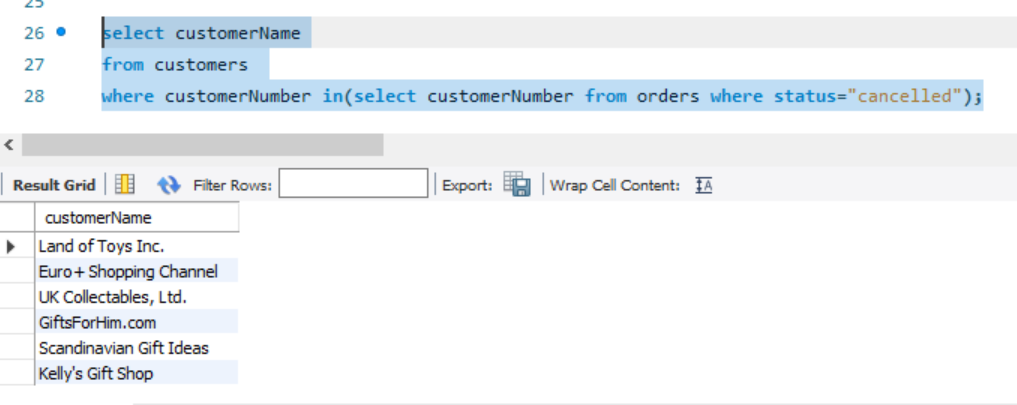 25
26 select customerName
27 from customers
28 where customerNumber in(select customerNumber from orders where status="cancelled");
Result Grid Filter Rows: Export: Wrap Cell Content: IA
customerName
Land of Toys Inc.
Euro+ Shopping Channel
UK Collectables, Ltd.
GiftsForHim.com
Scandinavian Gift Ideas
Kelly's Gift Shop